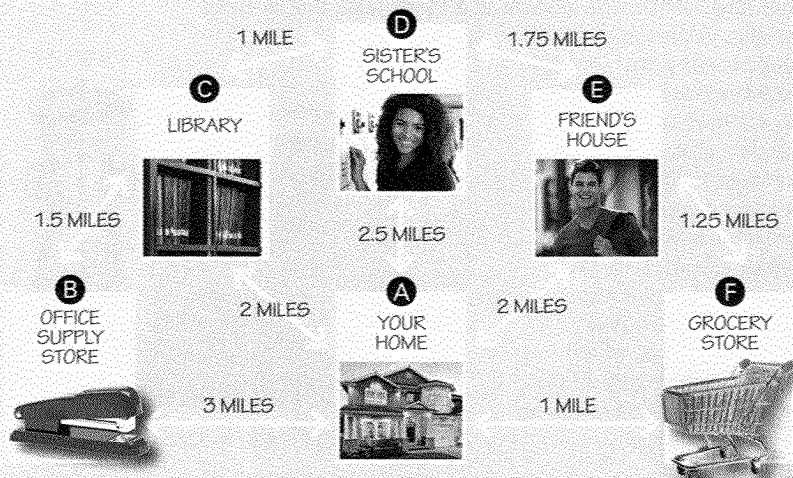 D
1 MILE
1.75 MILES
SISTER'S
SCHOOL
C
E
LIBRARY
FRIEND'S
HOUSE
1.5 MILES
2.5 MILES
1.25 MILES
B
A
F
OFFICE
SUPPLY
STORE
2 MILES
YOUR
HOME
2 MILES
GROCERY
STORE
3 MILES
1 MILE